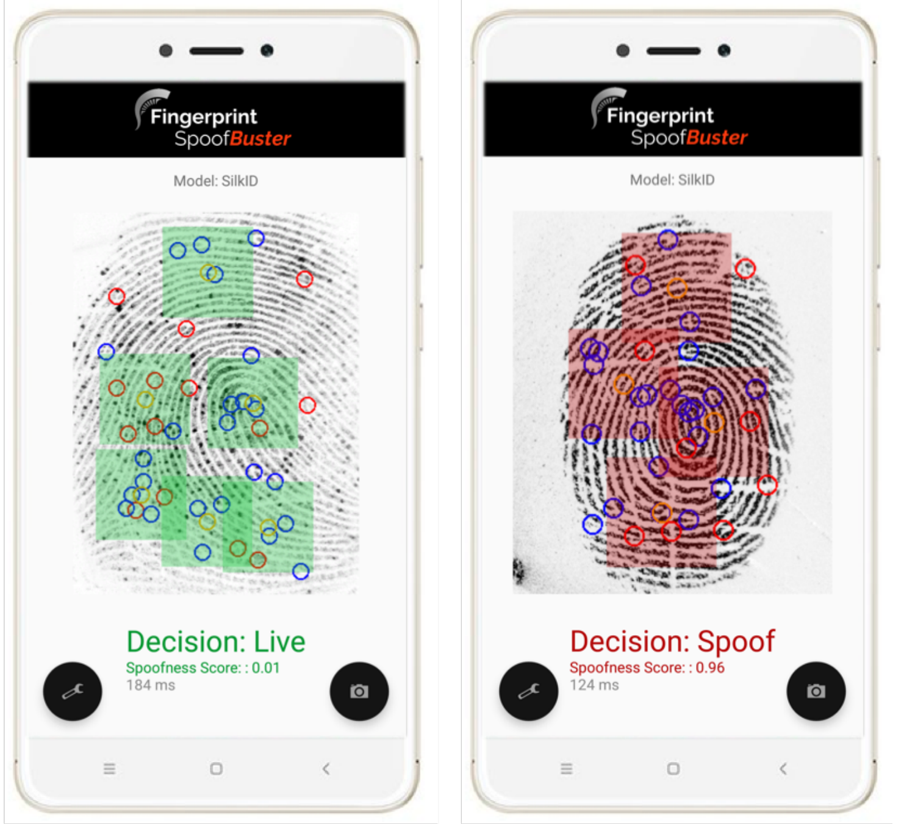 Fingerprint
SpoofBuster
Model: SilkID
Decision: Live
Spoofness Score: : 0.01
184 ms
Fingerprint
SpoofBuster
Model: SilkID
Decision: Spoof
Spoofness Score: : 0.96
124 ms